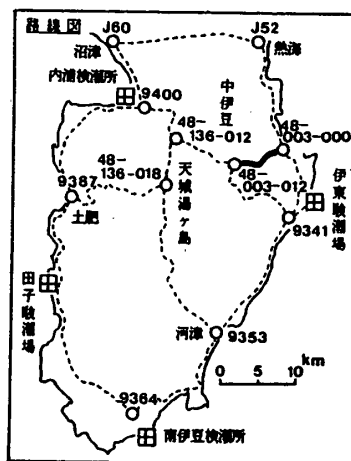 路線図
J60
J52
沼津
熱海
内浦検潮所
9400
中伊豆
48-
136-012
48-
003-000
48-
136-018
48-
003-012
天城湯ヶ島
9387
土肥
伊東験潮場
9341
田子験潮場
河津
9353
0 5 10
km
9364
南伊豆検潮所